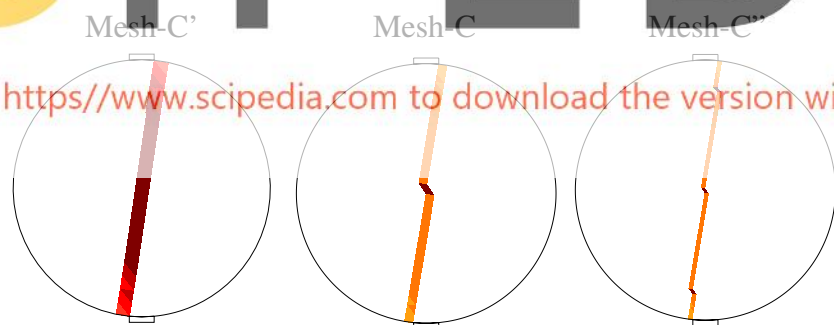 Mesh-C’ Mesh-C Mesh-C’’
https//www.scipedia.com to download the version wi